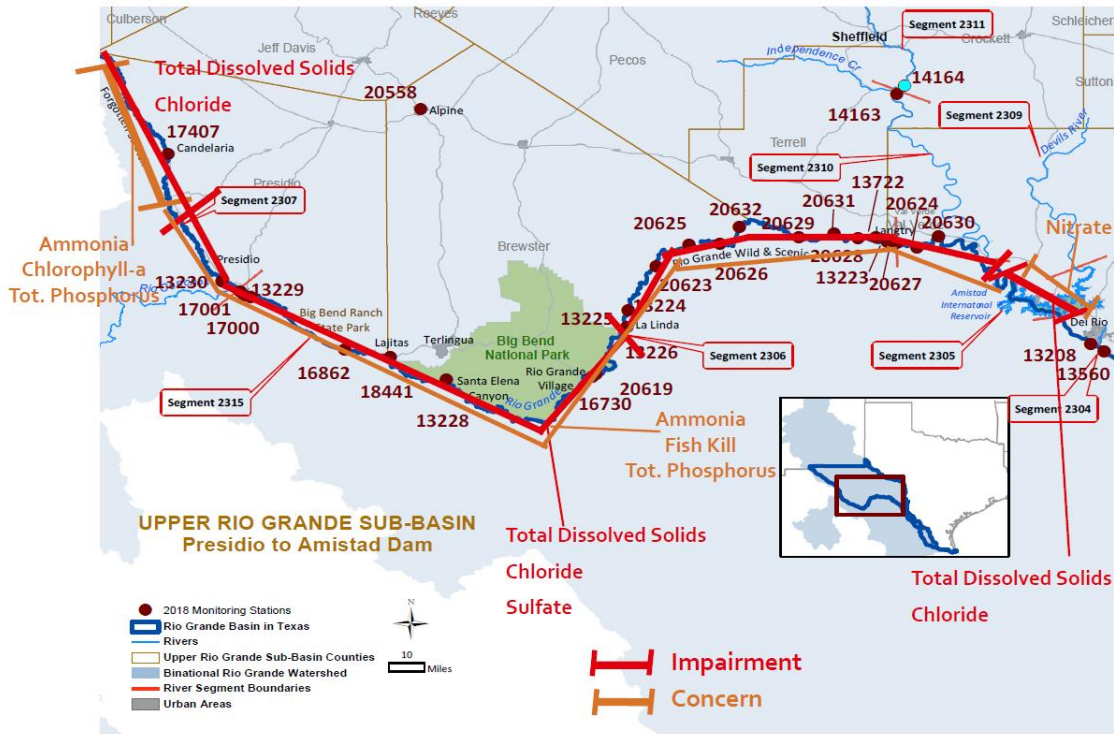 Culberson
Reeves
Jeff Davis
Pecos
Sheffield
Segment 2311
Crockett
Schleicher
Sutton
Independence Cr
Total Dissolved Solids
Chloride
20558
Alpine
14164
14163
Segment 2309
Devils River
17407
Candelaria
Terrell
Segment 2310
Presidio
Segment 2307
13722
20631
20624
20632
20625
20629
20630
Val Verde
Langtry
Nitrate
Ammonia
Chlorophyll-a
Tot. Phosphorus
Presidio
13230
13229
17001
17000
Brewster
Rio Grande Wild & Scenic
20628
20626
20623
13223
20627
13224
13225
La Linda
13226
Amistad
International
Reservoir
Del Rio
Big Bend Ranch
State Park
Lajitas
Terlingua
Big Bend
National Park
Rio Grande
Village
Segment 2306
Segment 2305
13208
13560
16862
18441
Santa Elena
Canyon
Rio Grande
16730
20619
Segment 2315
13228
Segment 2304
Ammonia
Fish Kill
Tot. Phosphorus
UPPER RIO GRANDE SUB-BASIN
Presidio to Amistad Dam
Total Dissolved Solids
Chloride
Sulfate
Total Dissolved Solids
Chloride
2018 Monitoring Stations
Rio Grande Basin in Texas
Rivers
Upper Rio Grande Sub-Basin Counties
Binational Rio Grande Watershed
River Segment Boundaries
Urban Areas
N
10
Miles
Impairment
Concern